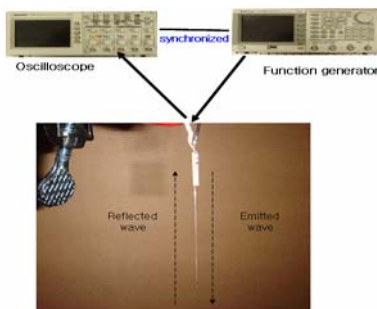 synchronized
Oscilloscope
Function generator
Reflected
wave
Emitted
wave